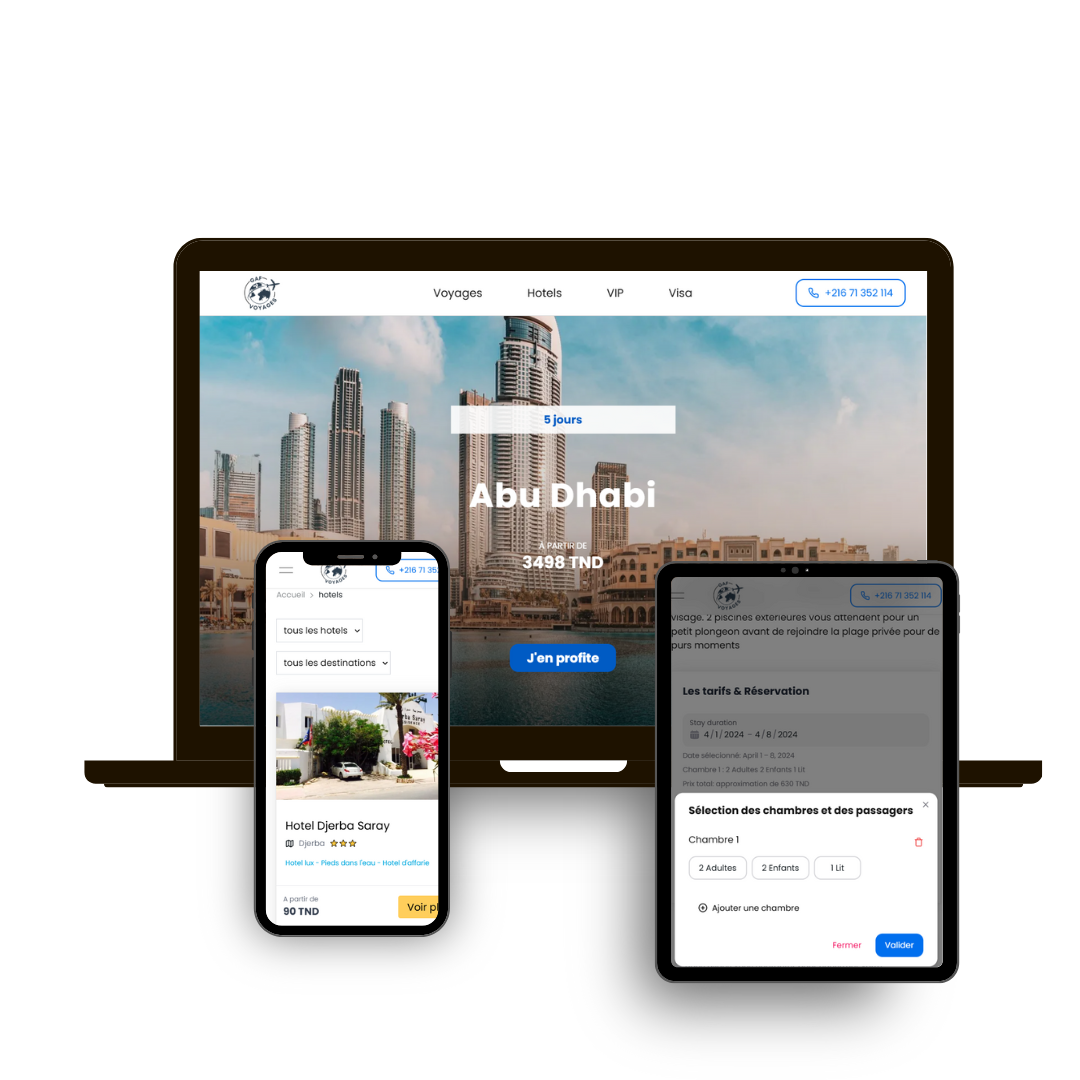 GAF
VOYAGES
Voyages
Hotels
VIP
Visa
+216 71 352 114
5 jours
Abu Dhabi
À PARTIR DE
3498 TND
J'en profite
VOYAGES
+216 71 35
Accueil > hotels
tous les hotels
tous les destinations
Hotel Djerba Saray
Djerba
Hotel lux - Pieds dans l'eau - Hotel d'affarie
A partir de
90 TND
Voir pl
GAF
VOYAGES
+216 71 352 114
visage. 2 piscines extérieures vous attendent pour un
petit plongeon avant de rejoindre la plage privée pour de
purs moments
Les tarifs & Réservation
Stay duration
4/1/2024 – 4/8/2024
Date sélecionné: April 1 – 8, 2024
Chambre 1 : 2 Adultes 2 Enfants 1 Lit
Prix total: approximation de 630 TND
Sélection des chambres et des passagers
Chambre 1
2 Adultes
2 Enfants
1 Lit
Ajouter une chambre
Fermer
Valider